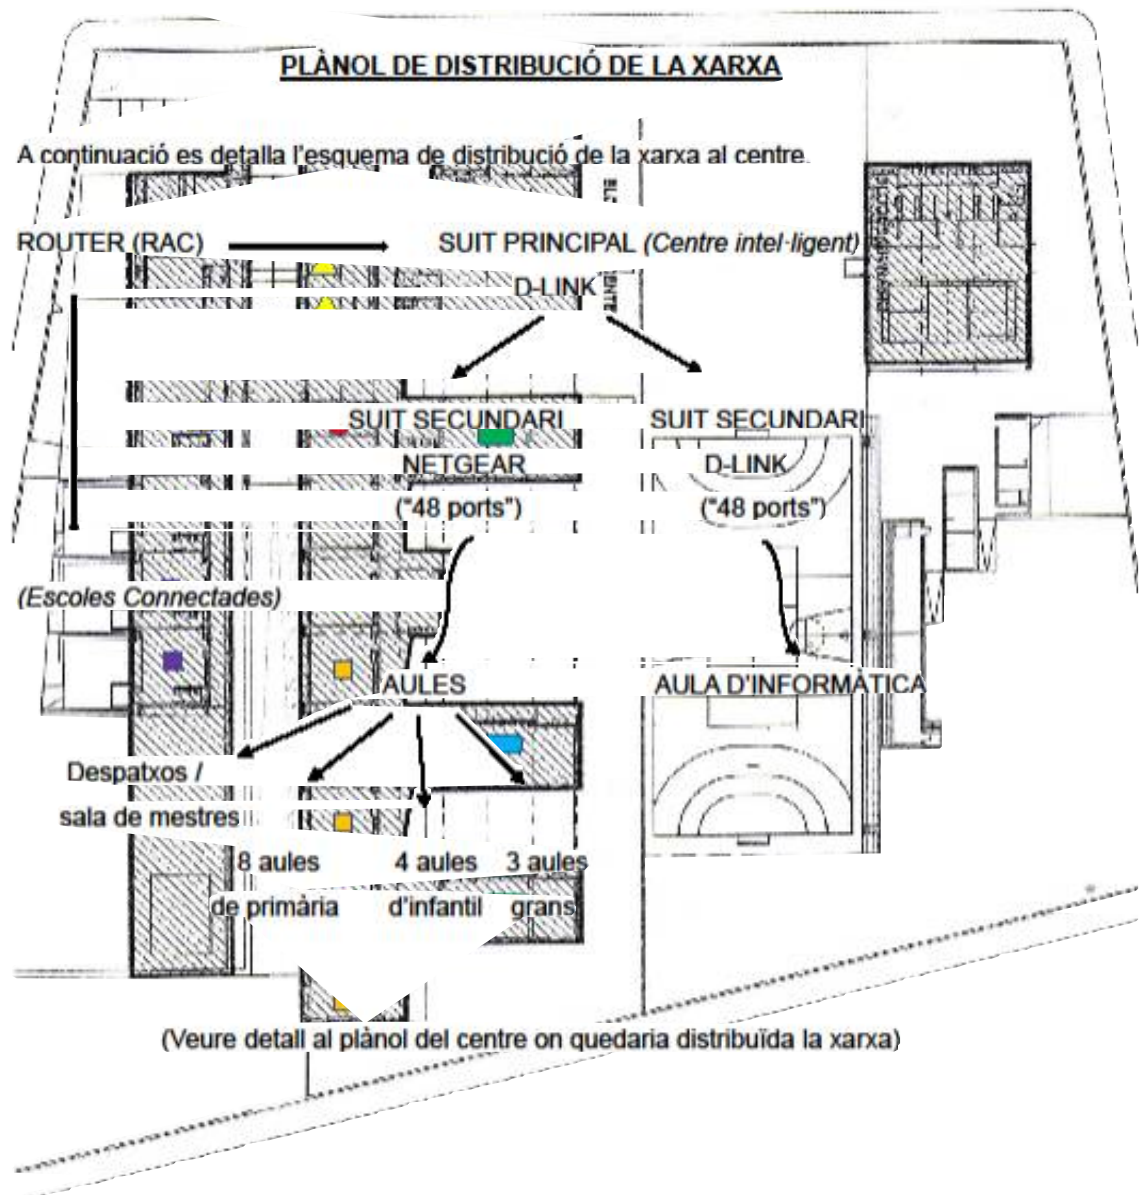 PLÀNOL DE DISTRIBUCIÓ DE LA XARXA
A continuació es detalla l'esquema de distribució de la xarxa al centre.
ROUTER (RAC) SUIT PRINCIPAL (Centre intel·ligent)
D-LINK
SUIT SECUNDARI SUIT SECUNDARI
NETGEAR D-LINK
("48 ports") ("48 ports")
(Escoles Connectades)
AULES AULA D'INFORMÀTICA
Despatxos /
sala de mestres
8 aules 4 aules 3 aules
de primària d'infantil grans
(Veure detall al plànol del centre on quedaria distribuïda la xarxa)